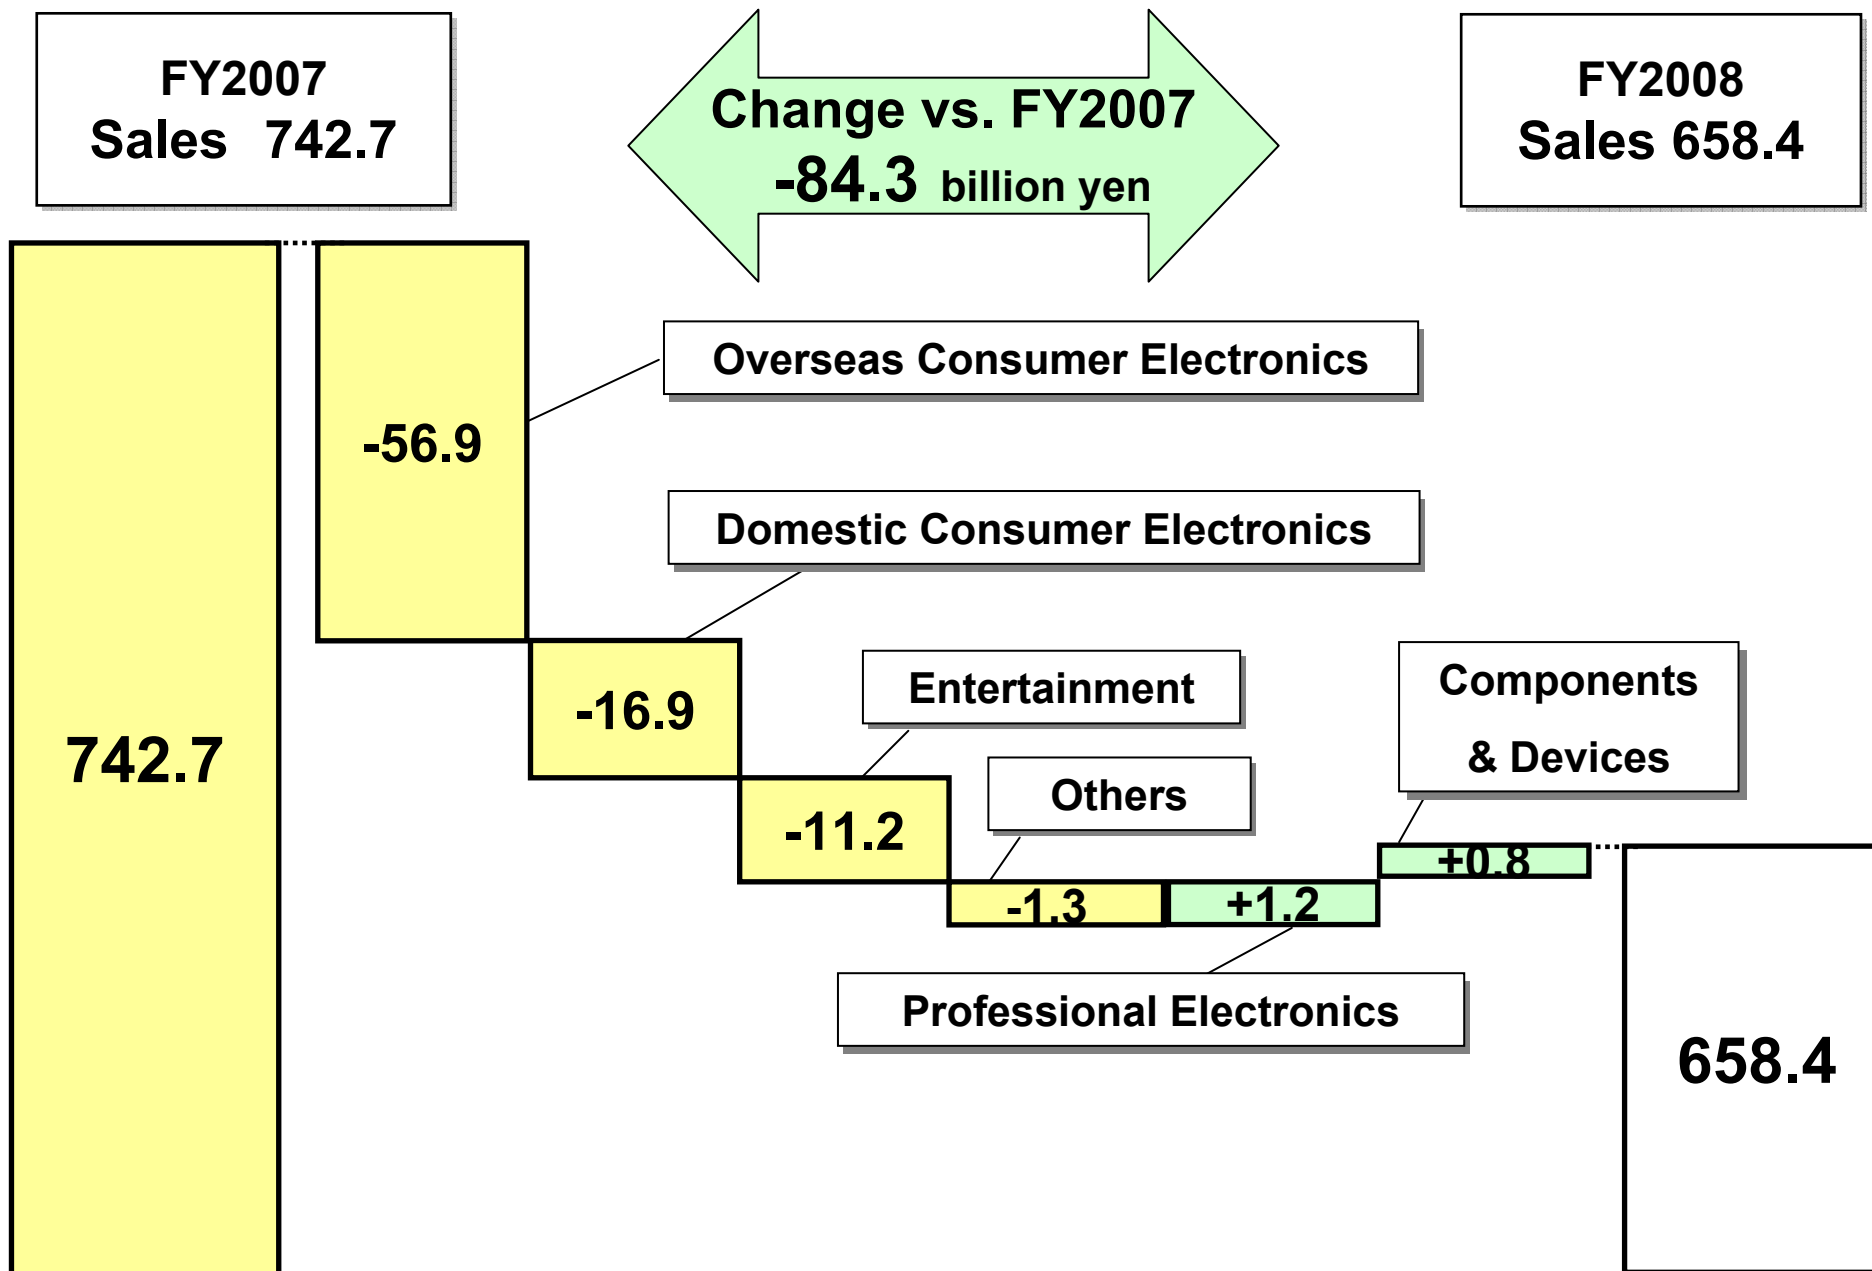 FY2007
Sales 742.7
Change vs. FY2007
-84.3 billion yen
FY2008
Sales 658.4
Overseas Consumer Electronics
-56.9
Domestic Consumer Electronics
-16.9
Entertainment
Components
& Devices
742.7
Others
-11.2
+0.8
-1.3
+1.2
Professional Electronics
658.4